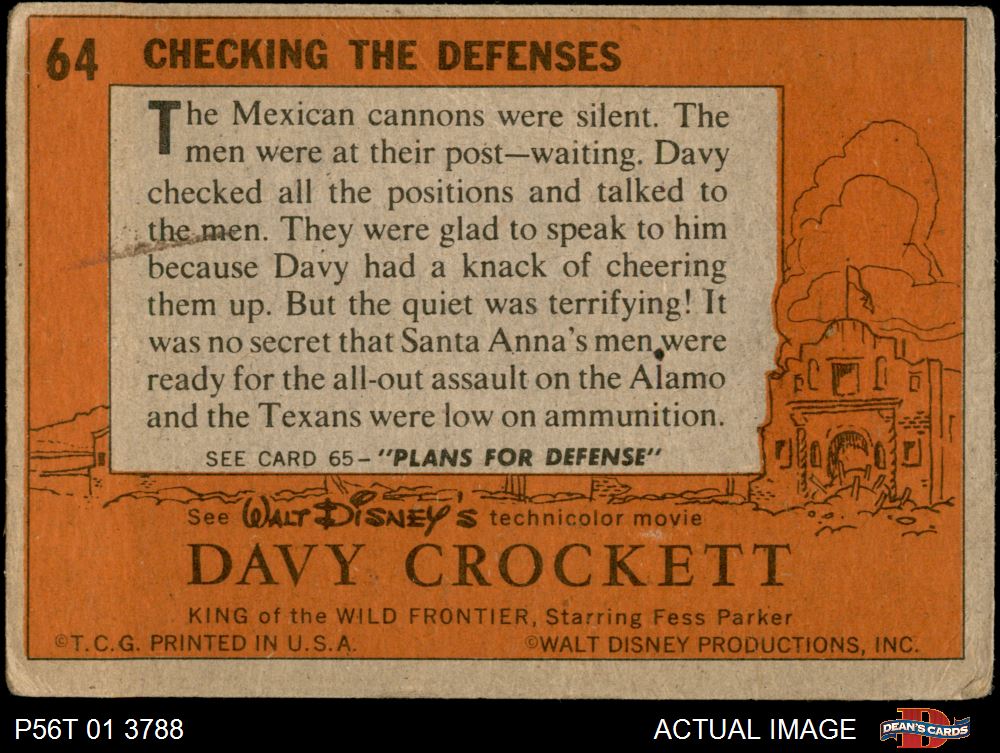 64 CHECKING THE DEFENSES
The Mexican cannons were silent. The
men were at their post—waiting. Davy
checked all the positions and talked to
the men. They were glad to speak to him
because Davy had a knack of cheering
them up. But the quiet was terrifying! It
was no secret that Santa Anna's men were
ready for the all-out assault on the Alamo
and the Texans were low on ammunition.
SEE CARD 65—"PLANS FOR DEFENSE"
See WALT DISNEY'S technicolor movie
DAVY CROCKETT
KING of the WILD FRONTIER, Starring Fess Parker
©T.C.G. PRINTED IN U.S.A. ©WALT DISNEY PRODUCTIONS, INC.
P56T 01 3788 ACTUAL IMAGE DEAN'S CARDS